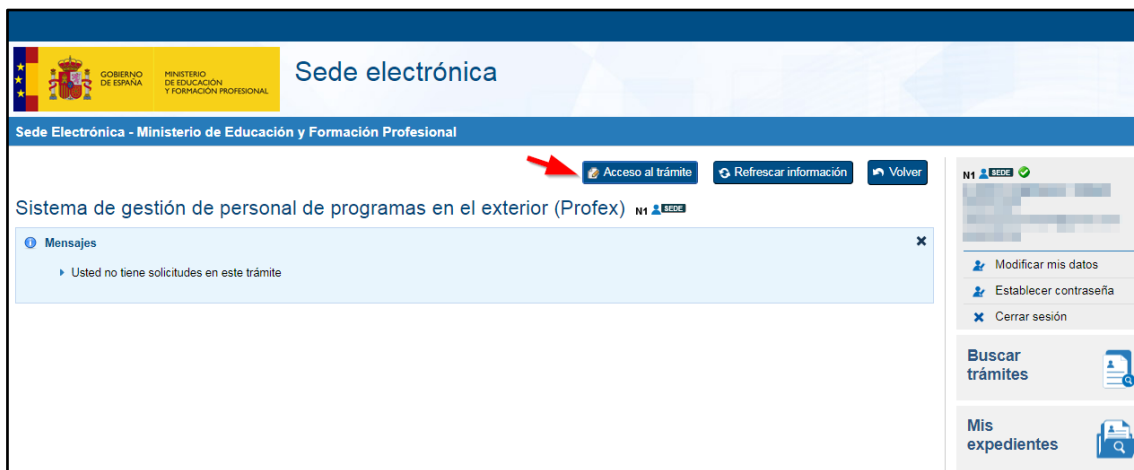 GOBIERNO
DE ESPAÑA
MINISTERIO
DE EDUCACIÓN
Y FORMACIÓN PROFESIONAL
Sede electrónica
Sede Electrónica - Ministerio de Educación y Formación Profesional
Acceso al trámite
Refrescar información
Volver
N1 SEDE
Sistema de gestión de personal de programas en el exterior (Profex) N1 SEDE
Mensajes
Usted no tiene solicitudes en este trámite
Modificar mis datos
Establecer contraseña
Cerrar sesión
Buscar
trámites
Mis
expedientes